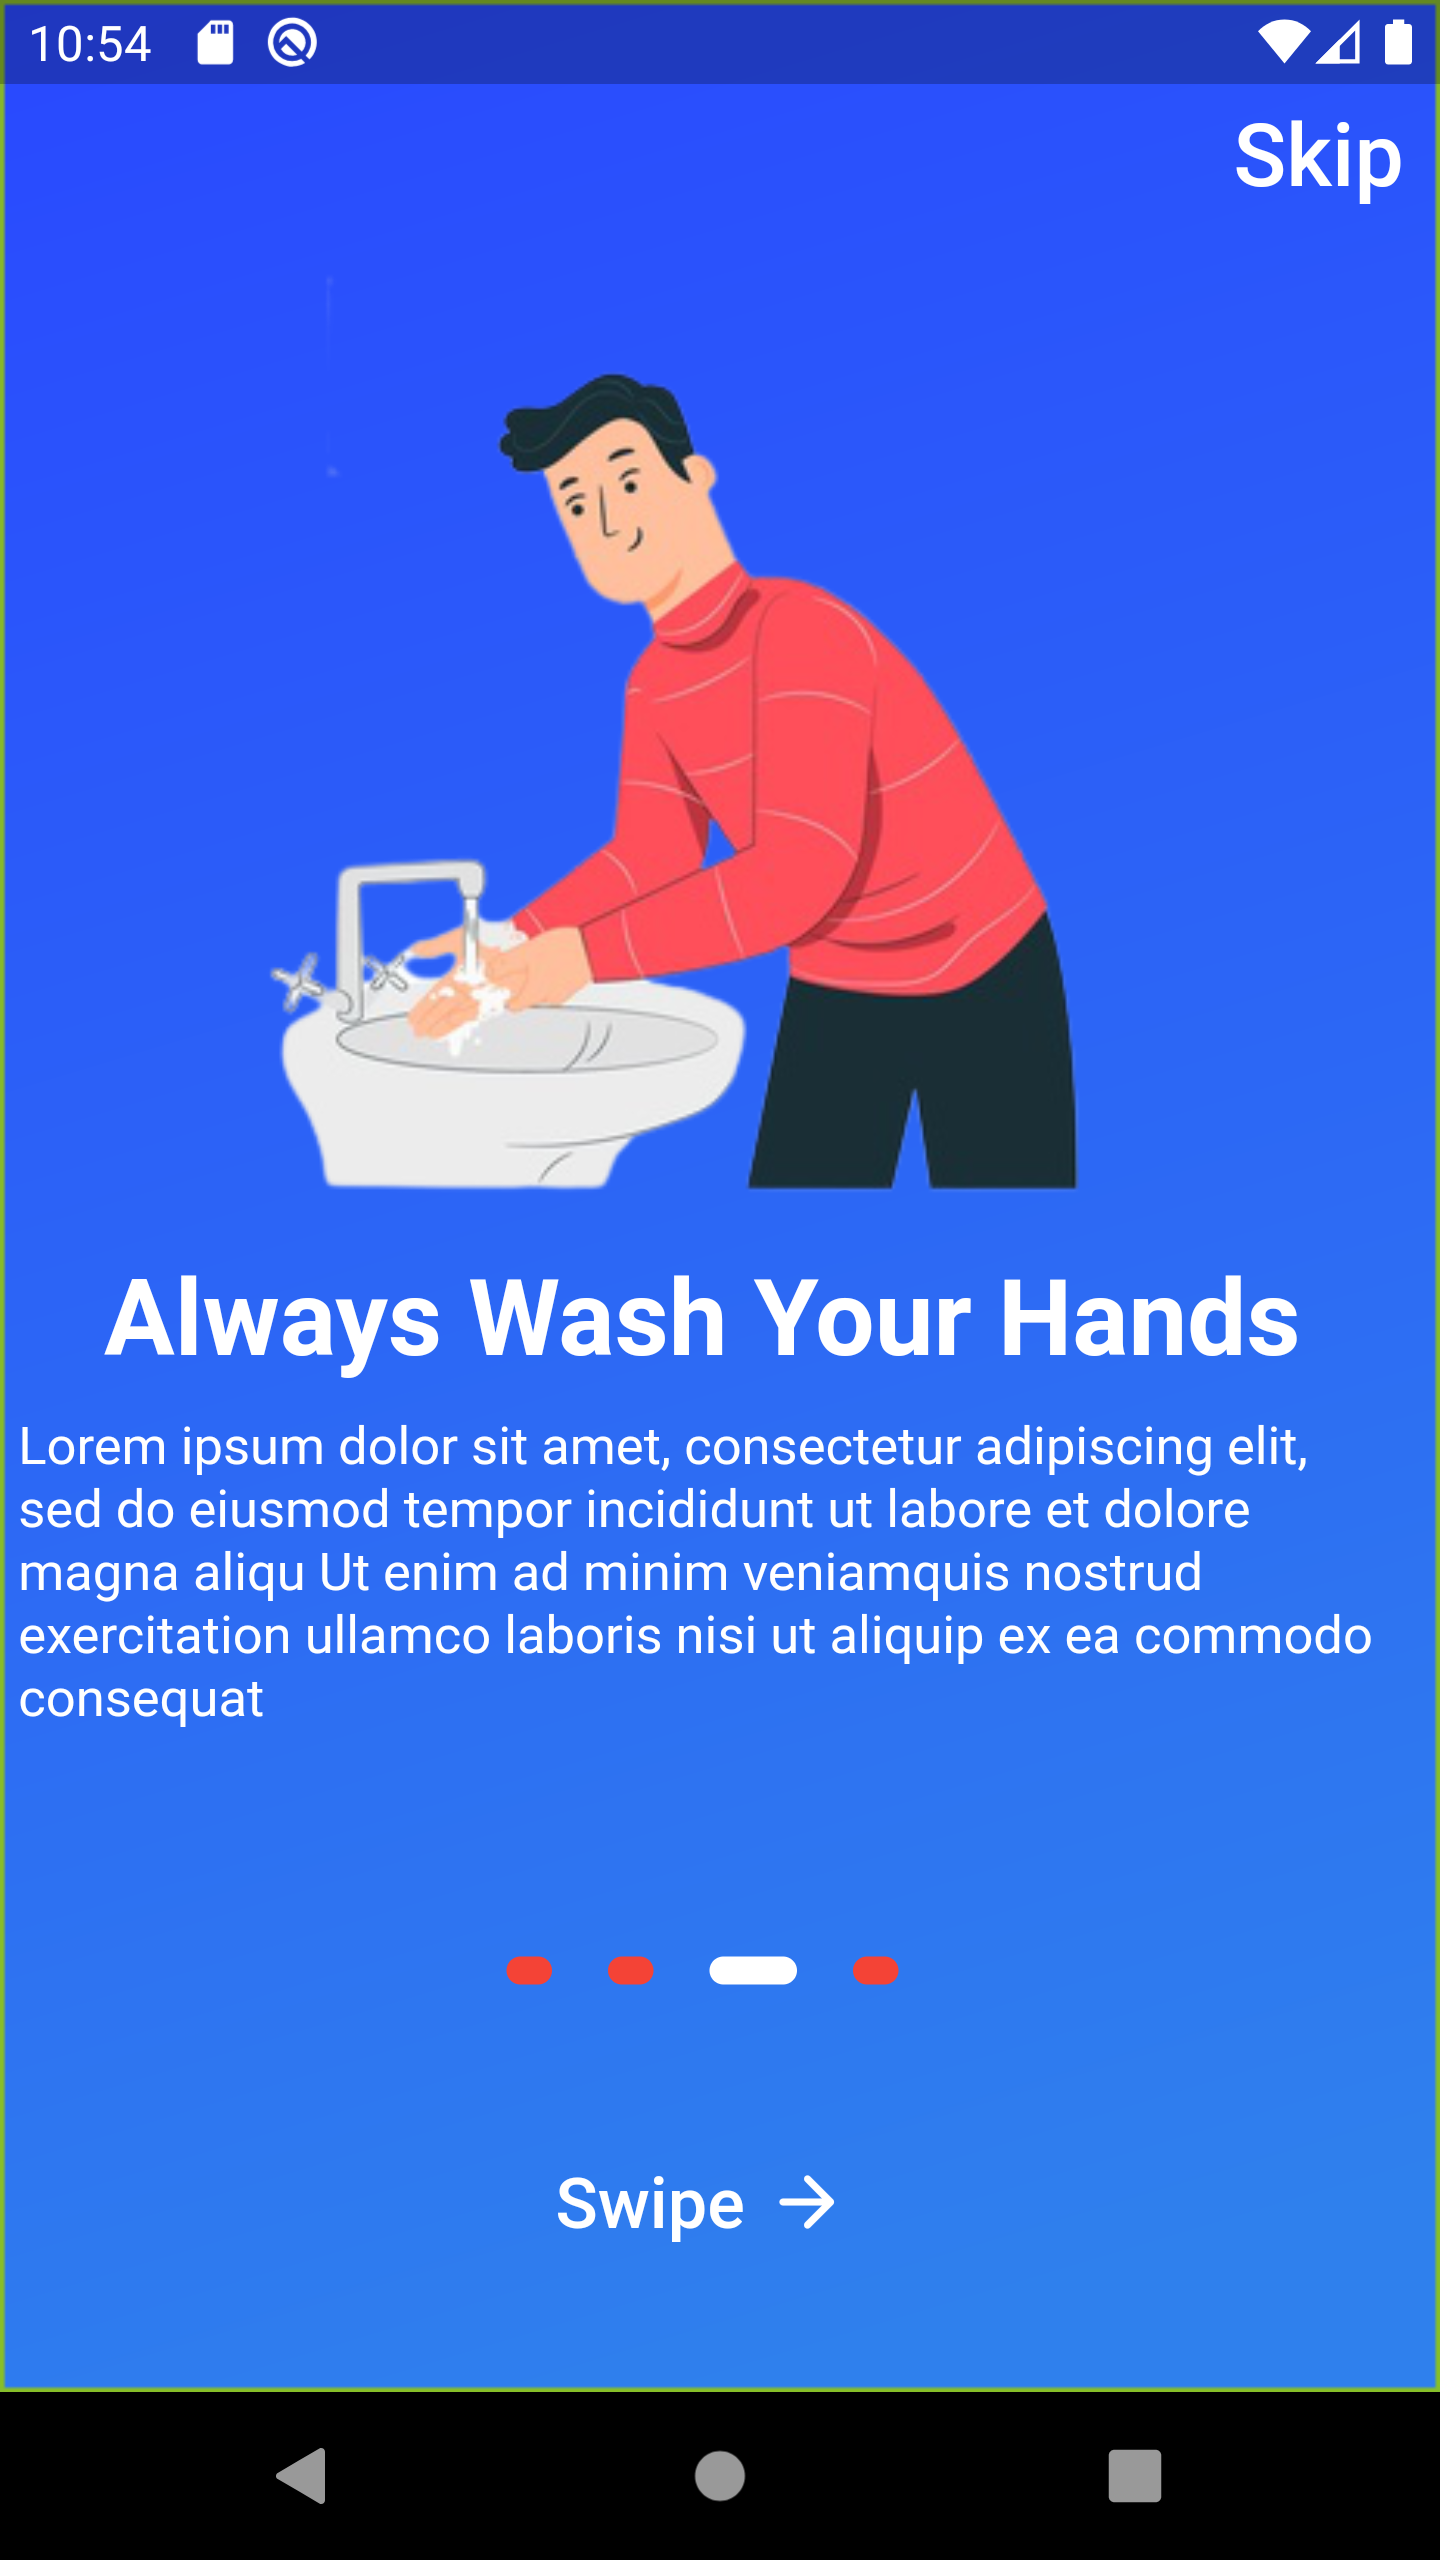 10:54
Skip
Always Wash Your Hands
Lorem ipsum dolor sit amet, consectetur adipiscing elit,
sed do eiusmod tempor incididunt ut labore et dolore
magna aliqu Ut enim ad minim veniamquis nostrud
exercitation ullamco laboris nisi ut aliquip ex ea commodo
consequat
Swipe →